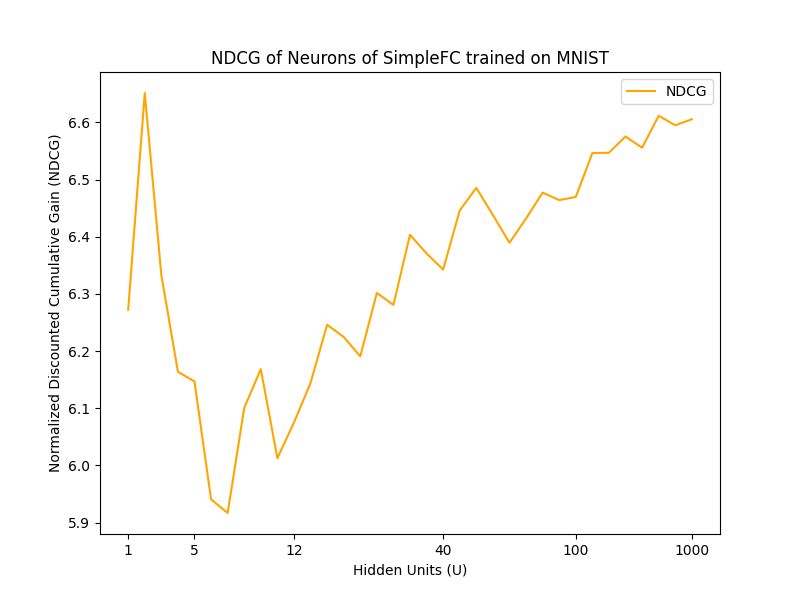 NDCG of Neurons of SimpleFC trained on MNIST
NDCG
Normalized Discounted Cumulative Gain (NDCG)
6.6
6.5
6.4
6.3
6.2
6.1
6.0
5.9
1 5 12 40 100 1000
Hidden Units (U)